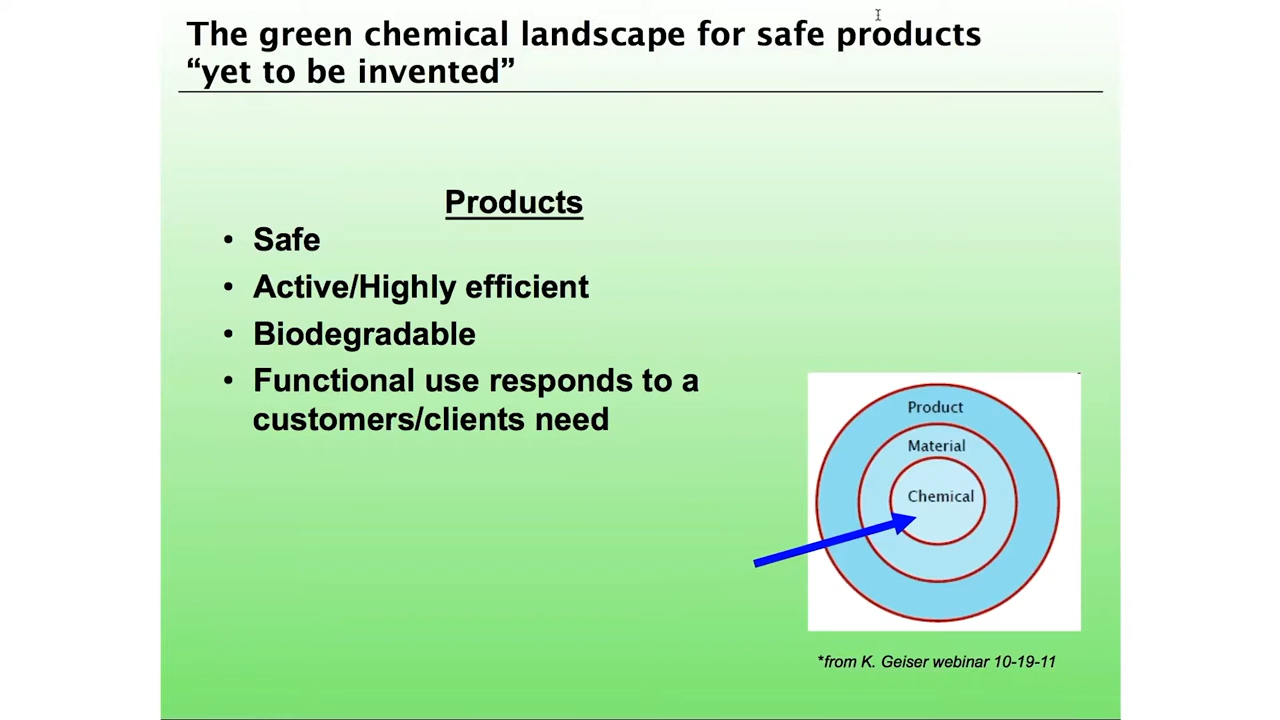 The green chemical landscape for safe products
“yet to be invented”
Products
• Safe
• Active/Highly efficient
• Biodegradable
• Functional use responds to a
customers/clients need
Product
Material
Chemical
*from K. Geiser webinar 10-19-11